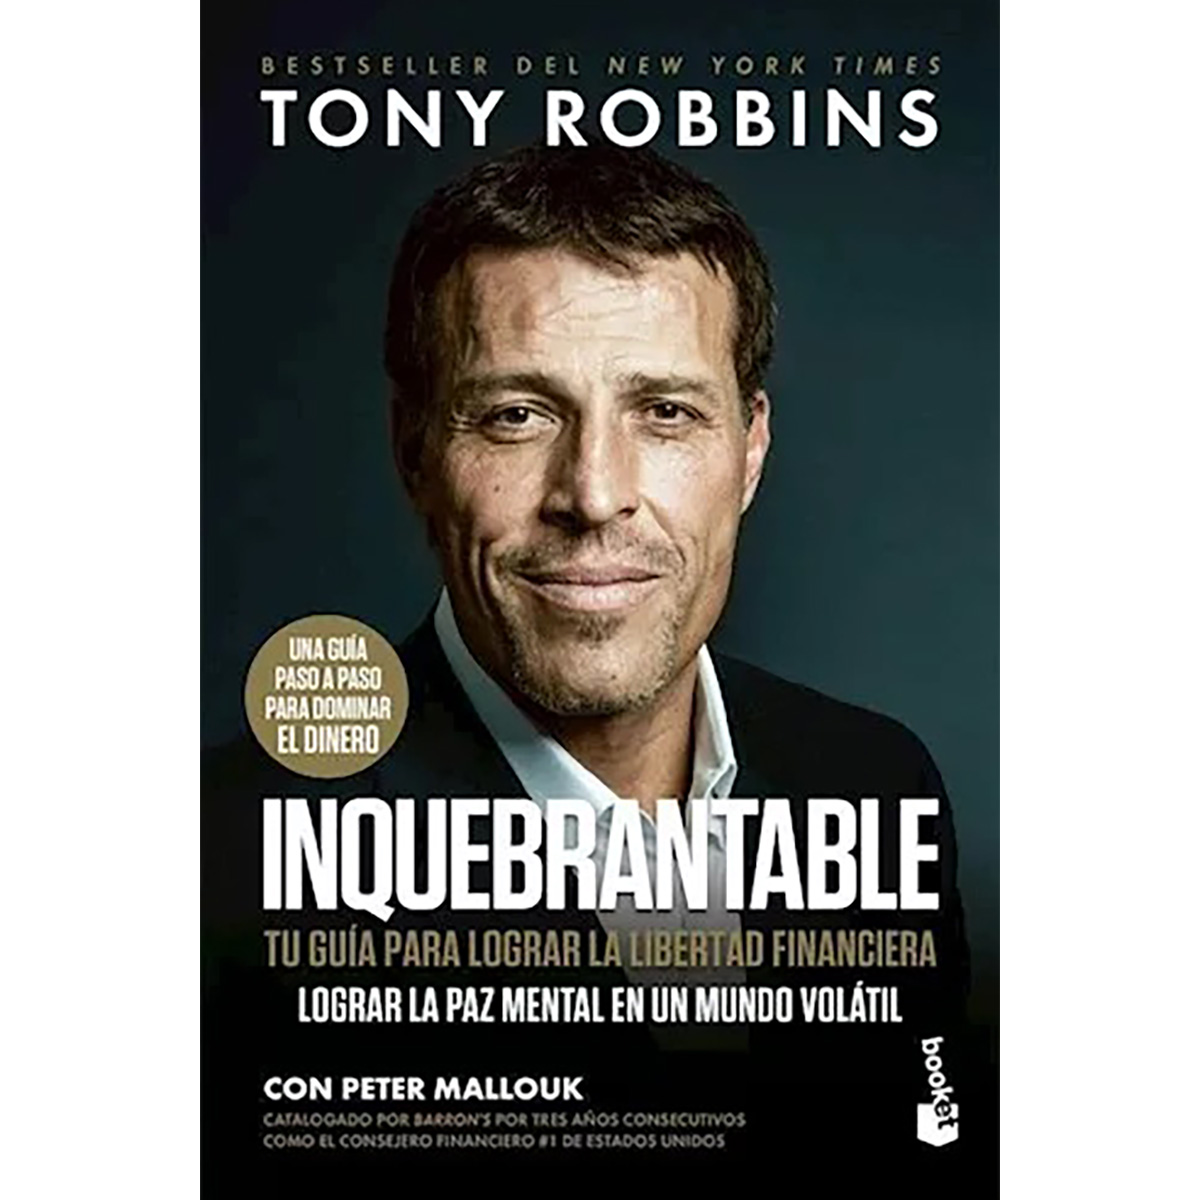 BESTSELLER DEL NEW YORK TIMES
TONY ROBBINS
UNA GUÍA
PASO A PASO
PARA DOMINAR
EL DINERO
INQUEBRANTABLE
TU GUÍA PARA LOGRAR LA LIBERTAD FINANCIERA
LOGRAR LA PAZ MENTAL EN UN MUNDO VOLÁTIL
CON PETER MALLOUK
CATALOGADO POR BARRON'S POR TRES AÑOS CONSECUTIVOS
COMO EL CONSEJERO FINANCIERO #1 DE ESTADOS UNIDOS
booket